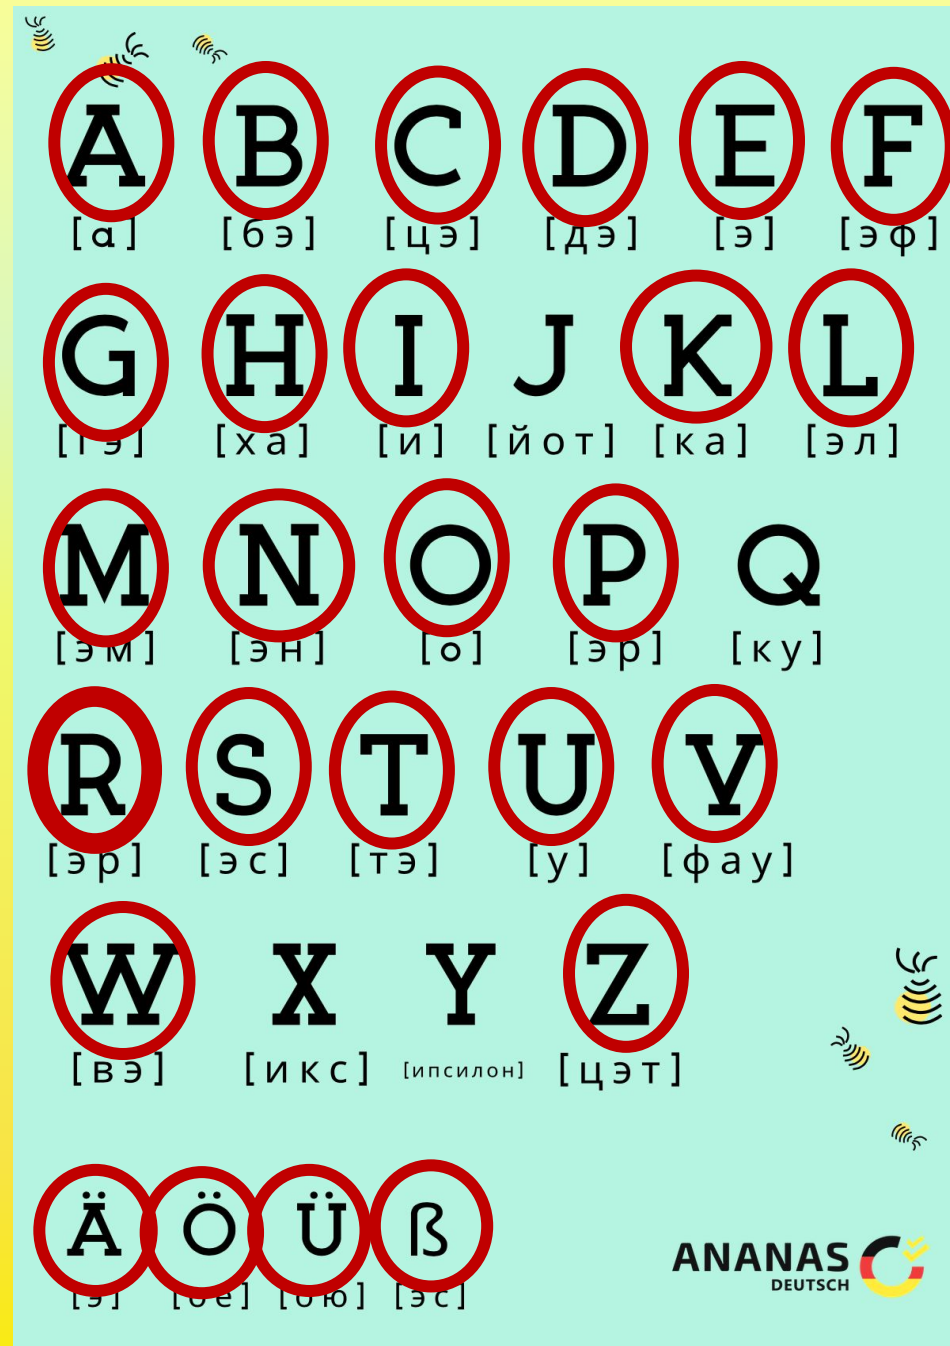 A B C D E F
[а] [бэ] [цэ] [дэ] [э] [эф]
G H I J K L
[гэ] [ха] [и] [йот] [ка] [эл]
M N O P Q
[эм] [эн] [о] [эр] [ку]
R S T U V
[эр] [эс] [тэ] [у] [фау]
W X Y Z
[вэ] [икс] [ипсилон] [цэт]
Ä Ö Ü ß
[э] [эс]
ANANAS
DEUTSCH